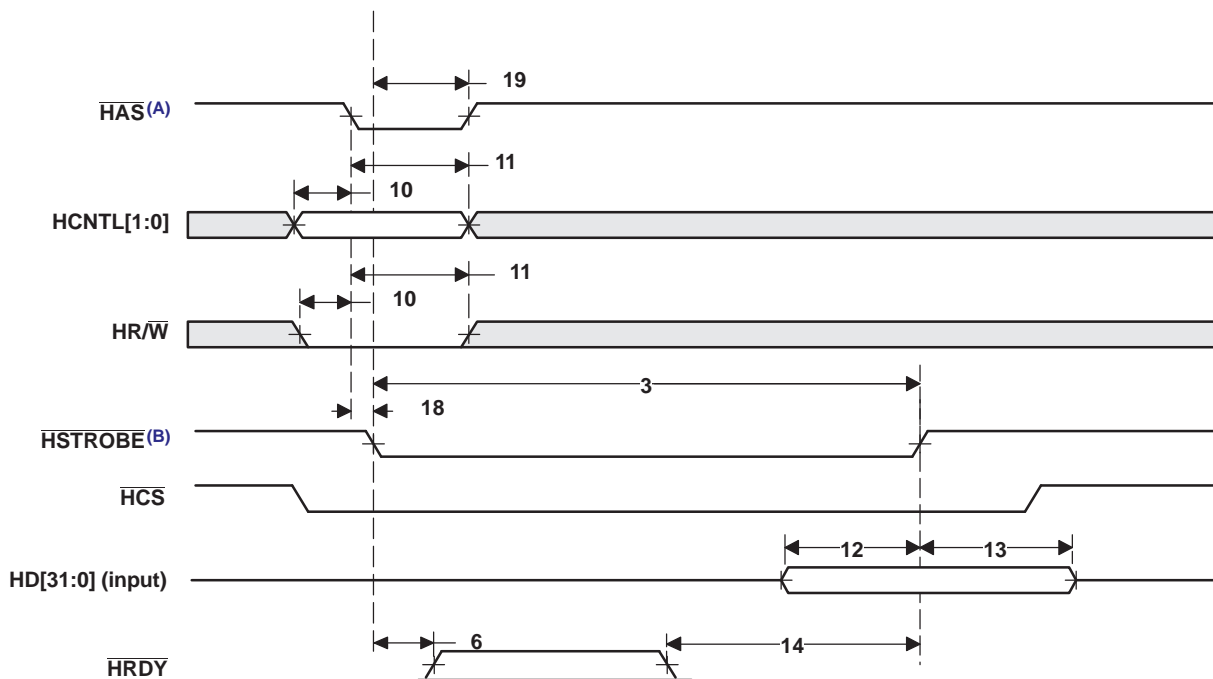 19
HAS(A)
11
10
HCNTL[1:0]
11
10
HR/W
3
18
HSTROBE(B)
HCS
12 13
HD[31:0] (input)
6 14
HRDY